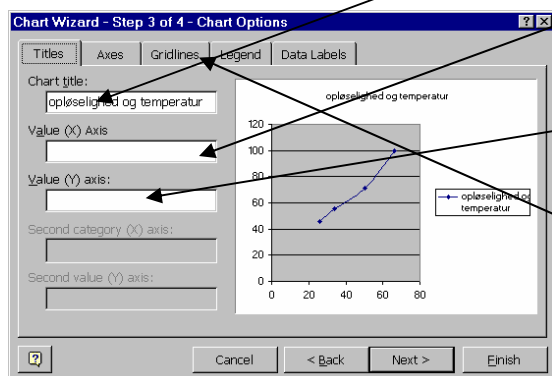 Chart Wizard - Step 3 of 4 - Chart Options
Titles Axes Gridlines Legend Data Labels
Chart title:
opløselighed og temperatur
Value (X) Axis
Value (Y) axis:
Second category (X) axis:
Second value (Y) axis:
opløselighed og temperatur
120
100
80
60
40
20
0
0 20 40 60 80
opløselighed og
temperatur
Cancel < Back Next > Finish